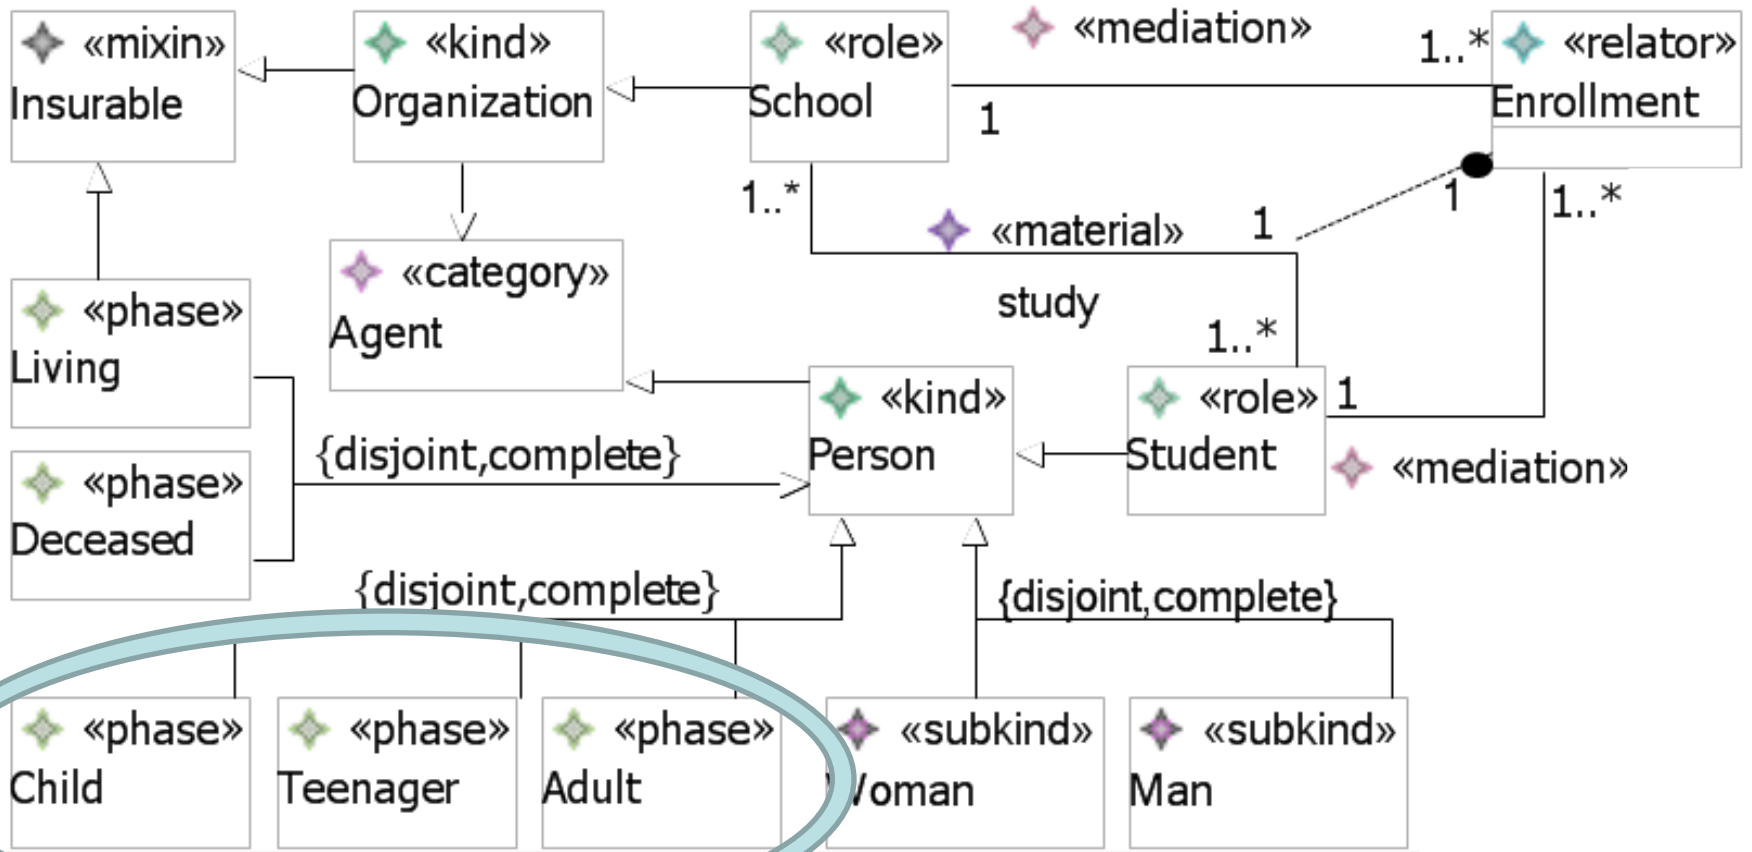 «mixin»
Insurable
«kind»
Organization
«role»
School
«mediation»
1..*
1
«relator»
Enrollment
1..*
«material»
1
1
1..*
study
1..*
«phase»
Living
«category»
Agent
«kind»
Person
«role»
Student
1
«mediation»
{disjoint,complete}
«phase»
Deceased
{disjoint,complete}
{disjoint,complete}
«phase»
Child
«phase»
Teenager
«phase»
Adult
«subkind»
Woman
«subkind»
Man